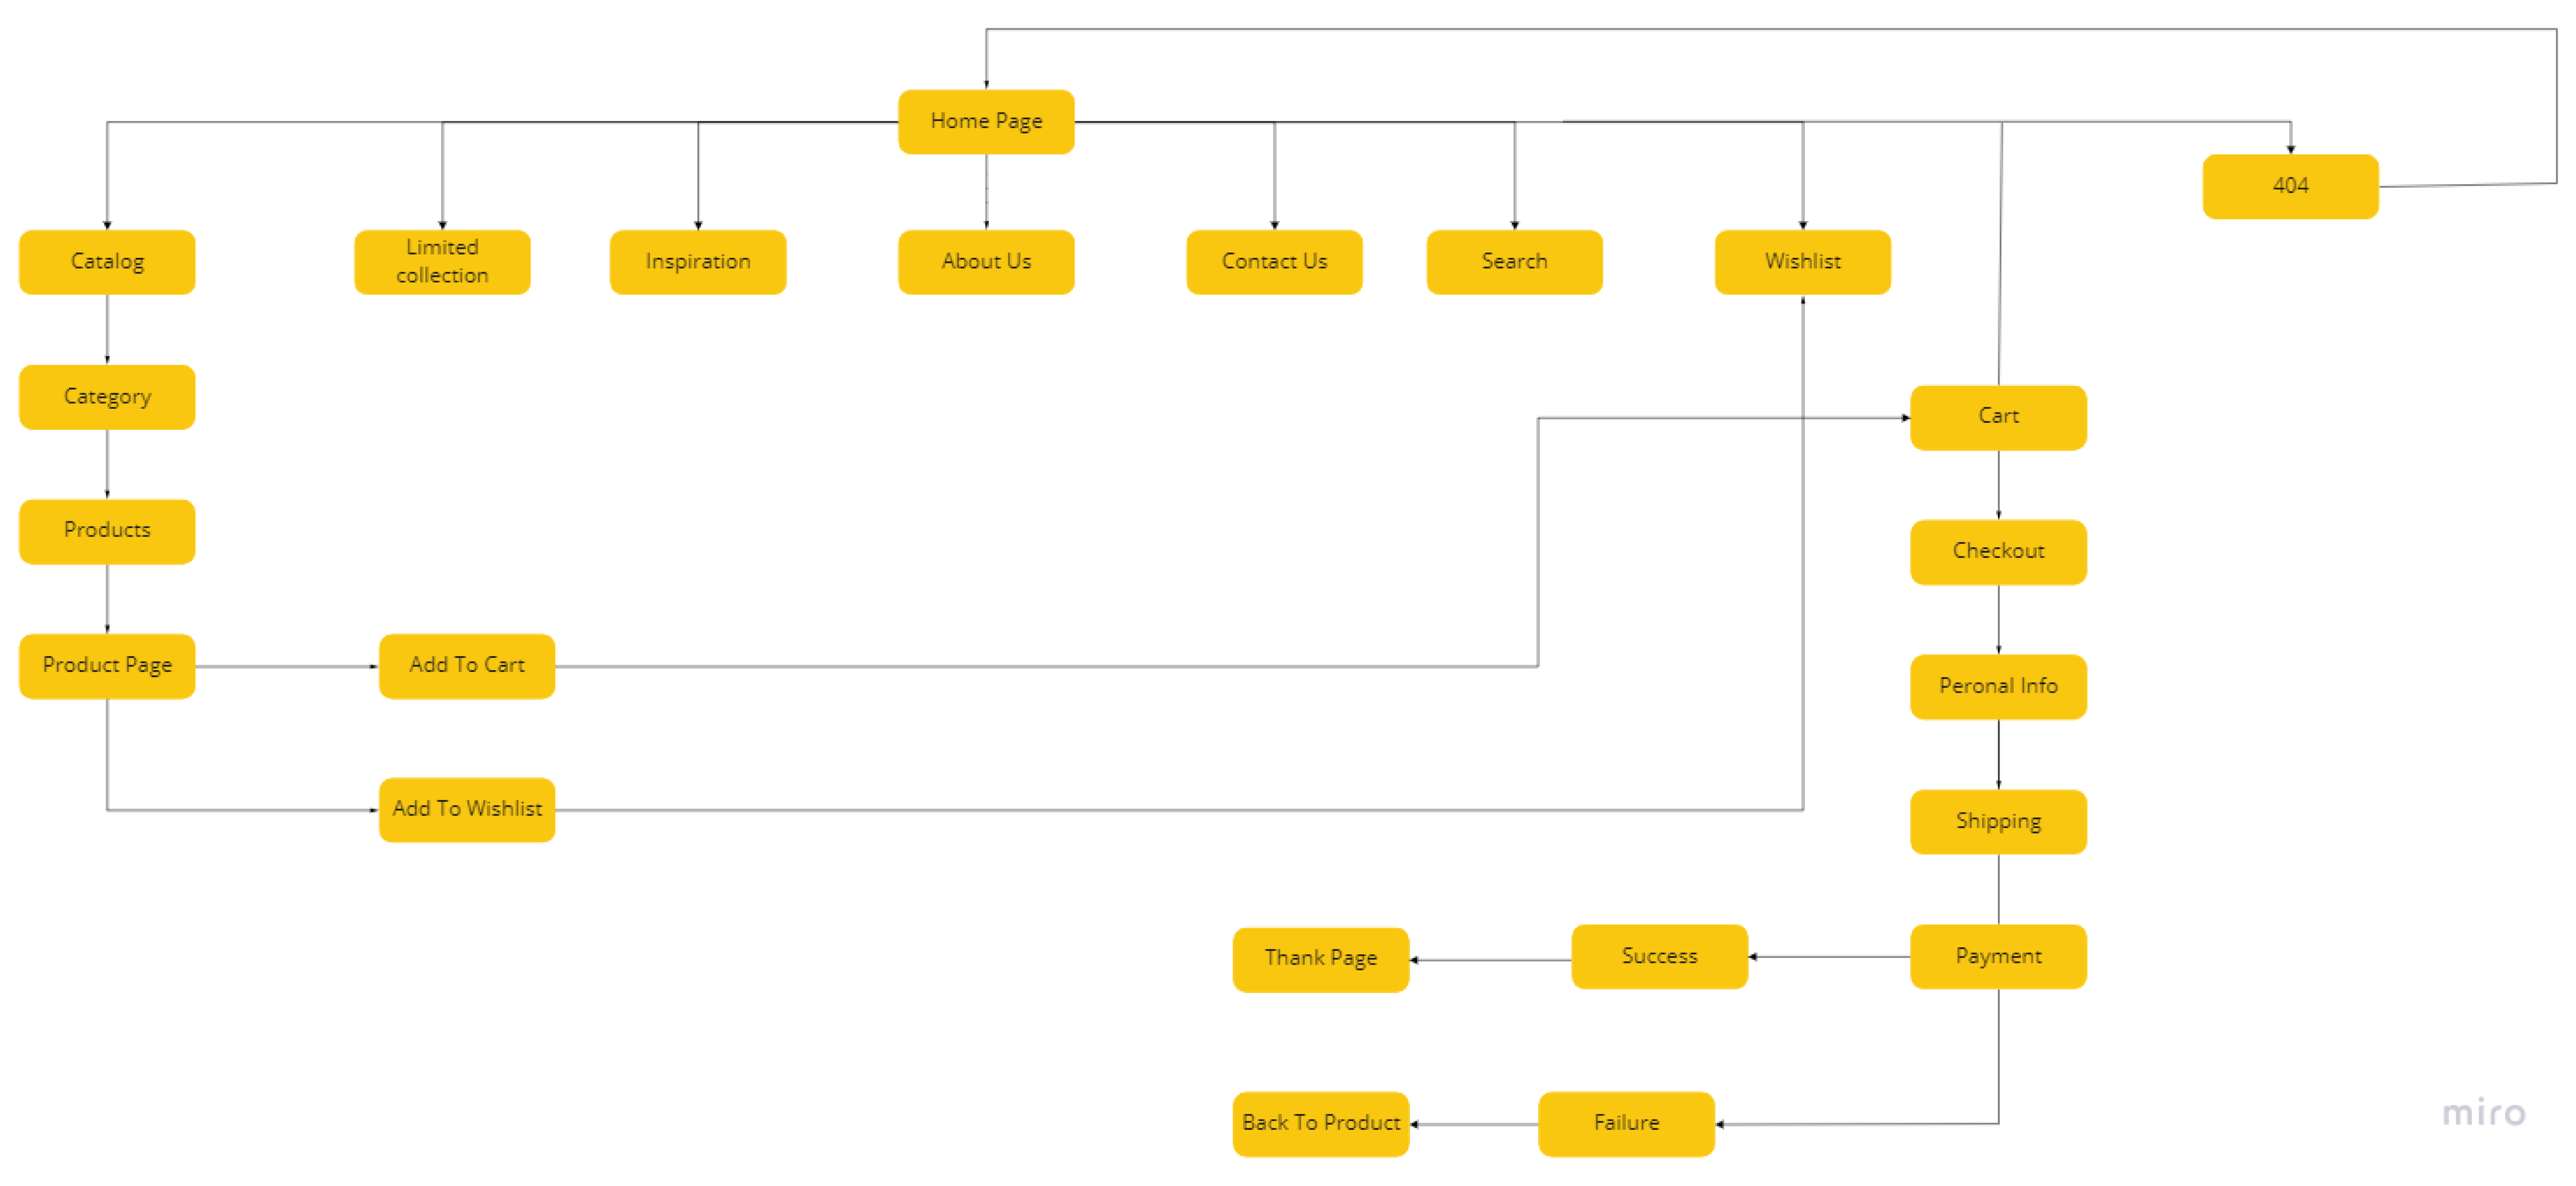 Home Page
404
Catalog
Limited
collection
Inspiration
About Us
Contact Us
Search
Wishlist
Category
Cart
Products
Checkout
Product Page
Add To Cart
Peronal Info
Add To Wishlist
Shipping
Thank Page
Success
Payment
Back To Product
Failure
miro